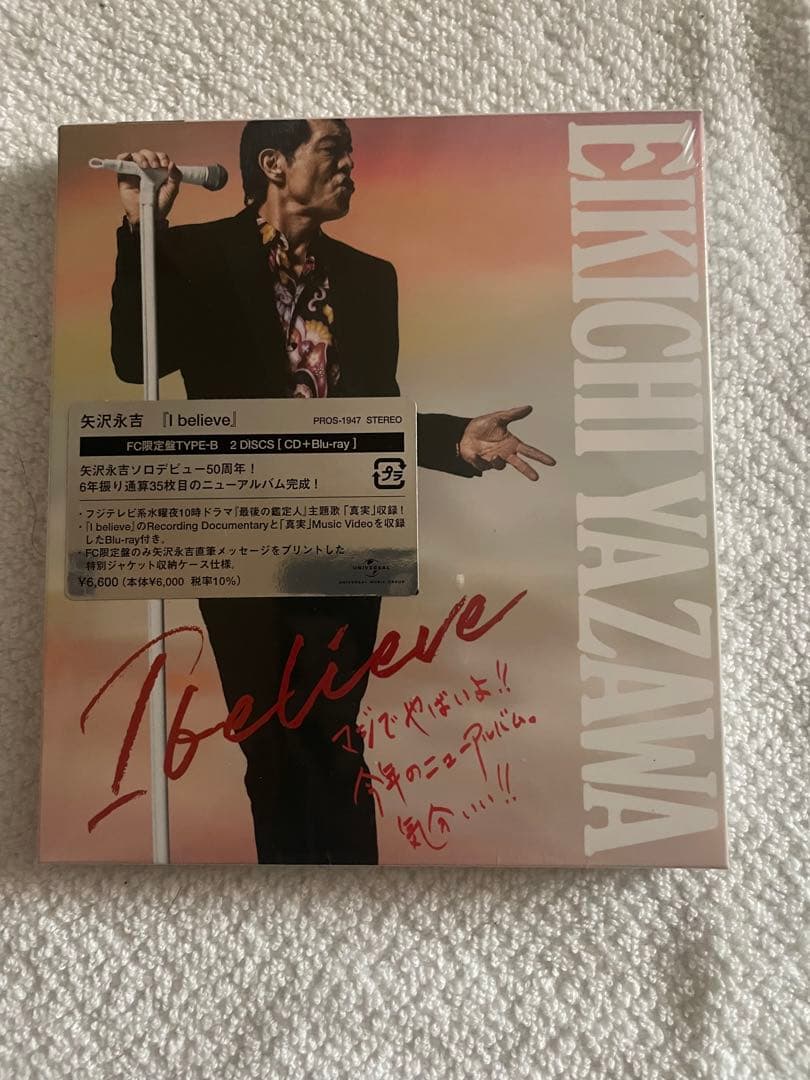 EIKICHI YAZAWA
矢沢永吉 『I believe』 PROS-1947 STEREO
FC限定盤TYPE-B 2 DISCS [ CD+Blu-ray ]
矢沢永吉ソロデビュー50周年!
6年振り通算35枚目のニューアルバム完成!
プラ
・フジテレビ系水曜夜10時ドラマ『最後の鑑定人』主題歌「真実」収録!
・『I believe』のRecording Documentaryと「真実」Music Videoを収録
したBlu-ray付き。
・FC限定盤のみ矢沢永吉直筆メッセージをプリントした
特別ジャケット収納ケース仕様。
¥6,600(本体¥6,000 税率10%)
UNIVERSAL
UNIVERSAL MUSIC GROUP
I believe
マジでやばいよ!!
今年のニューアルバム。
気分いい!!